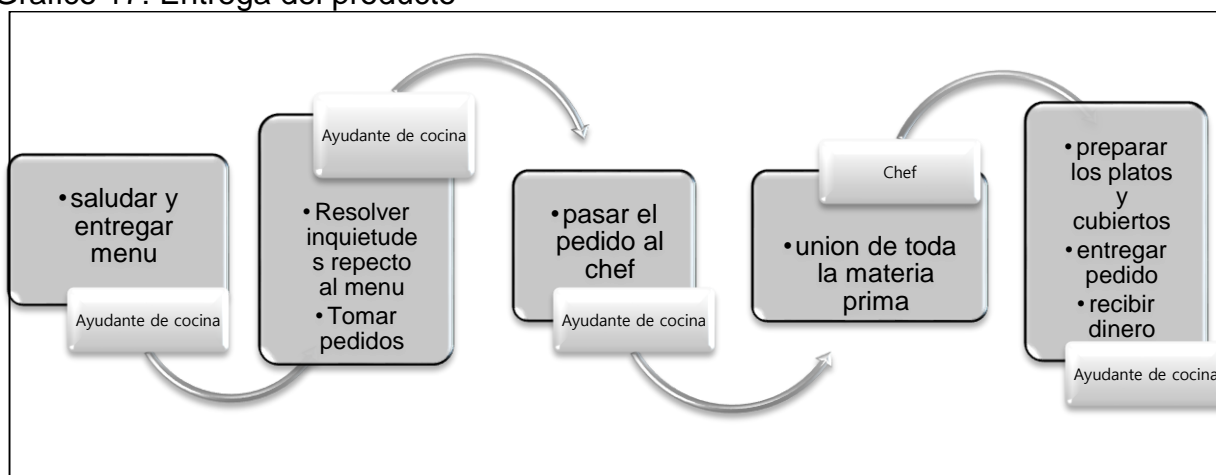 Gráfico 17. Entrega del producto
•saludar y
entregar
menu
Ayudante de cocina
Ayudante de cocina
•Resolver
inquietude
s repecto
al menu
•Tomar
pedidos
•pasar el
pedido al
chef
Ayudante de cocina
Chef
•union de toda
la materia
prima
•preparar
los platos
y
cubiertos
•entregar
pedido
•recibir
dinero
Ayudante de cocina